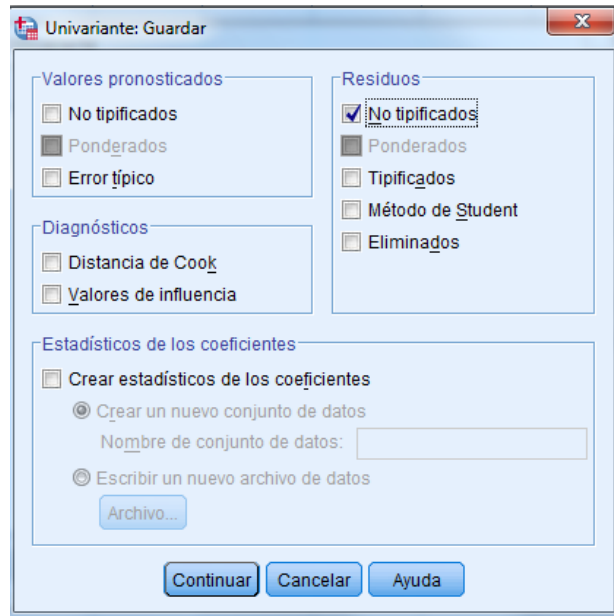 Univariante: Guardar
Valores pronosticados
No tipificados
Ponderados
Error típico
Residuos
No tipificados
Ponderados
Tipificados
Método de Student
Eliminados
Diagnósticos
Distancia de Cook
Valores de influencia
Estadísticos de los coeficientes
Crear estadísticos de los coeficientes
Crear un nuevo conjunto de datos
Nombre de conjunto de datos:
Escribir un nuevo archivo de datos
Archivo...
Continuar Cancelar Ayuda